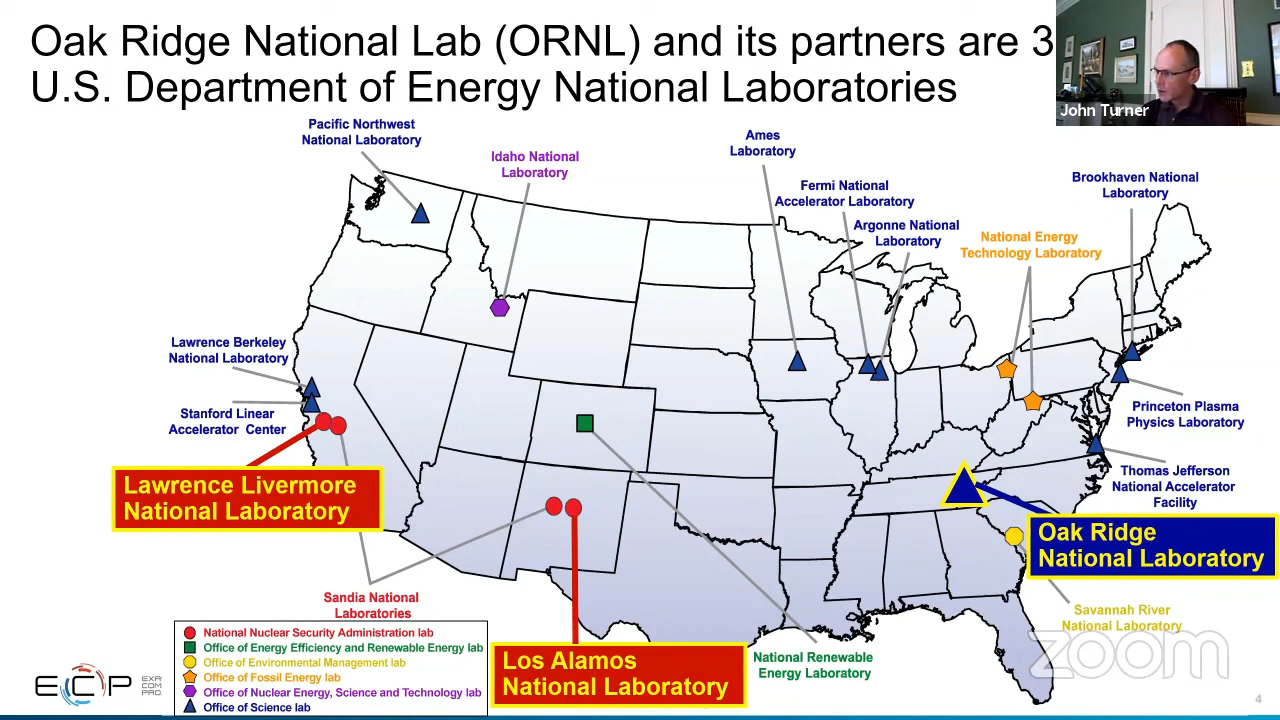 Oak Ridge National Lab (ORNL) and its partners are 3
U.S. Department of Energy National Laboratories
John Turner
Pacific Northwest
National Laboratory
Idaho National
Laboratory
Ames
Laboratory
Fermi National
Accelerator Laboratory
Argonne National
Laboratory
National Energy
Technology Laboratory
Brookhaven National
Laboratory
Lawrence Berkeley
National Laboratory
Stanford Linear
Accelerator Center
Princeton Plasma
Physics Laboratory
Thomas Jefferson
National Accelerator
Facility
Lawrence Livermore
National Laboratory
Oak Ridge
National Laboratory
Sandia National
Laboratories
Savannah River
National Laboratory
Los Alamos
National Laboratory
National Renewable
Energy Laboratory
National Nuclear Security Administration lab
Office of Energy Efficiency and Renewable Energy lab
Office of Environmental Management lab
Office of Fossil Energy lab
Office of Nuclear Energy, Science and Technology lab
Office of Science lab
ECP
zoom
4